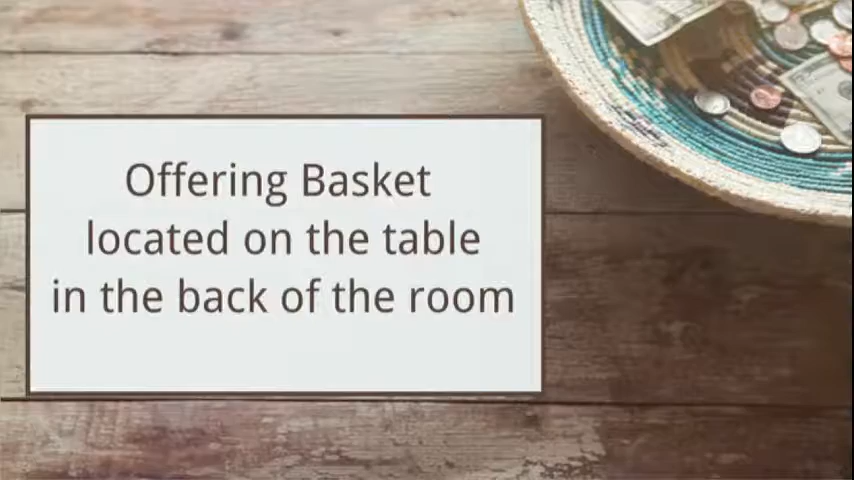 Offering Basket
located on the table
in the back of the room